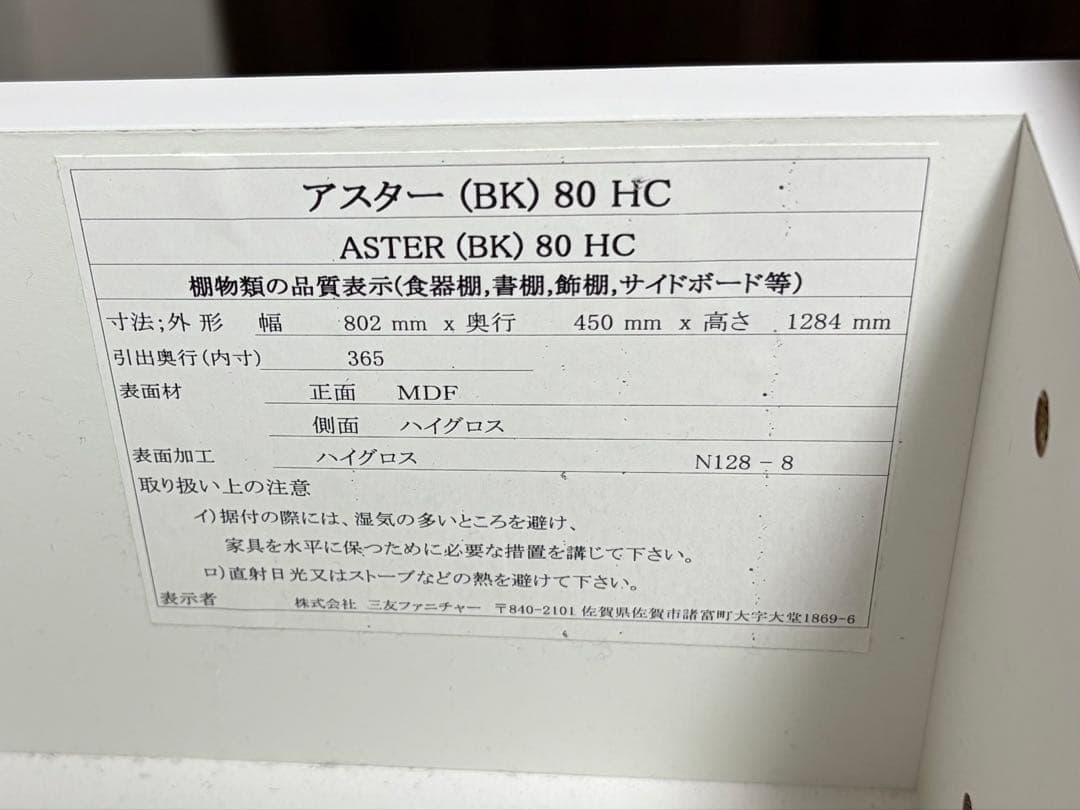 アスター (BK) 80 HC
ASTER (BK) 80 HC
棚物類の品質表示(食器棚,書棚,飾棚,サイドボード等)
寸法;外形 幅 802 mm x 奥行 450 mm x 高さ 1284 mm
引出奥行(内寸) 365
表面材 正面 MDF
側面 ハイグロス
表面加工 ハイグロス N128-8
取り扱い上の注意
イ)据付の際には、湿気の多いところを避け、
家具を水平に保つために必要な措置を講じて下さい。
ロ)直射日光又はストーブなどの熱を避けて下さい。
表示者 株式会社 三友ファニチャー 〒840-2101 佐賀県佐賀市諸富町大字大堂1869-6